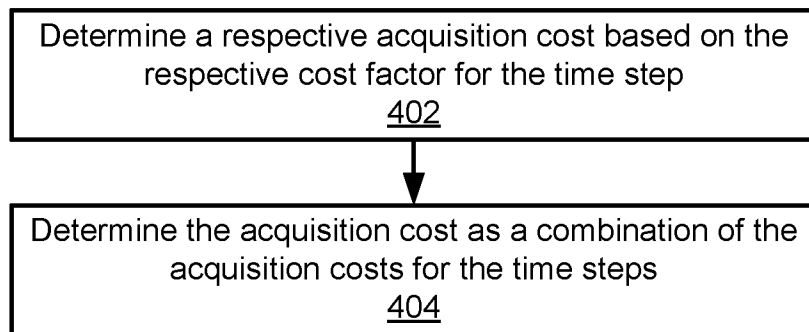 Determine a respective acquisition cost based on the
respective cost factor for the time step
402
Determine the acquisition cost as a combination of the
acquisition costs for the time steps
404